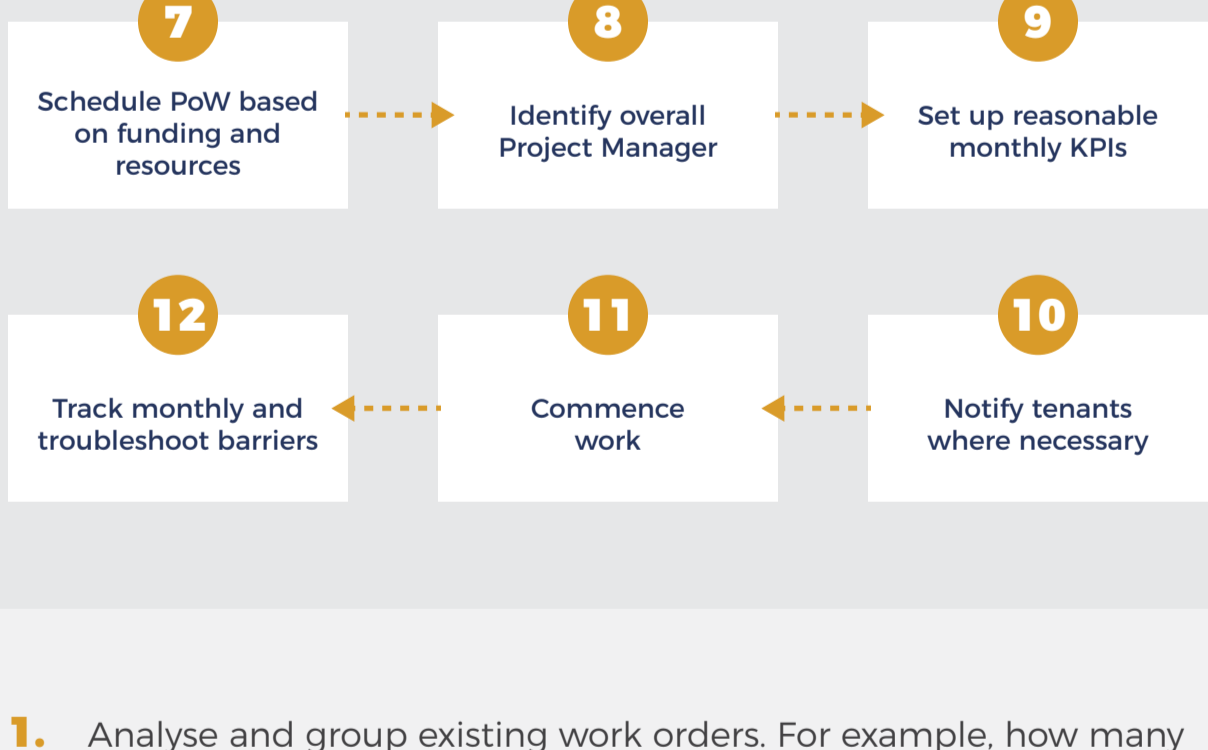 7
Schedule PoW based
on funding and
resources
8
Identify overall
Project Manager
9
Set up reasonable
monthly KPIs
12
Track monthly and
troubleshoot barriers
11
Commence
work
10
Notify tenants
where necessary
1. Analyse and group existing work orders. For example, how many